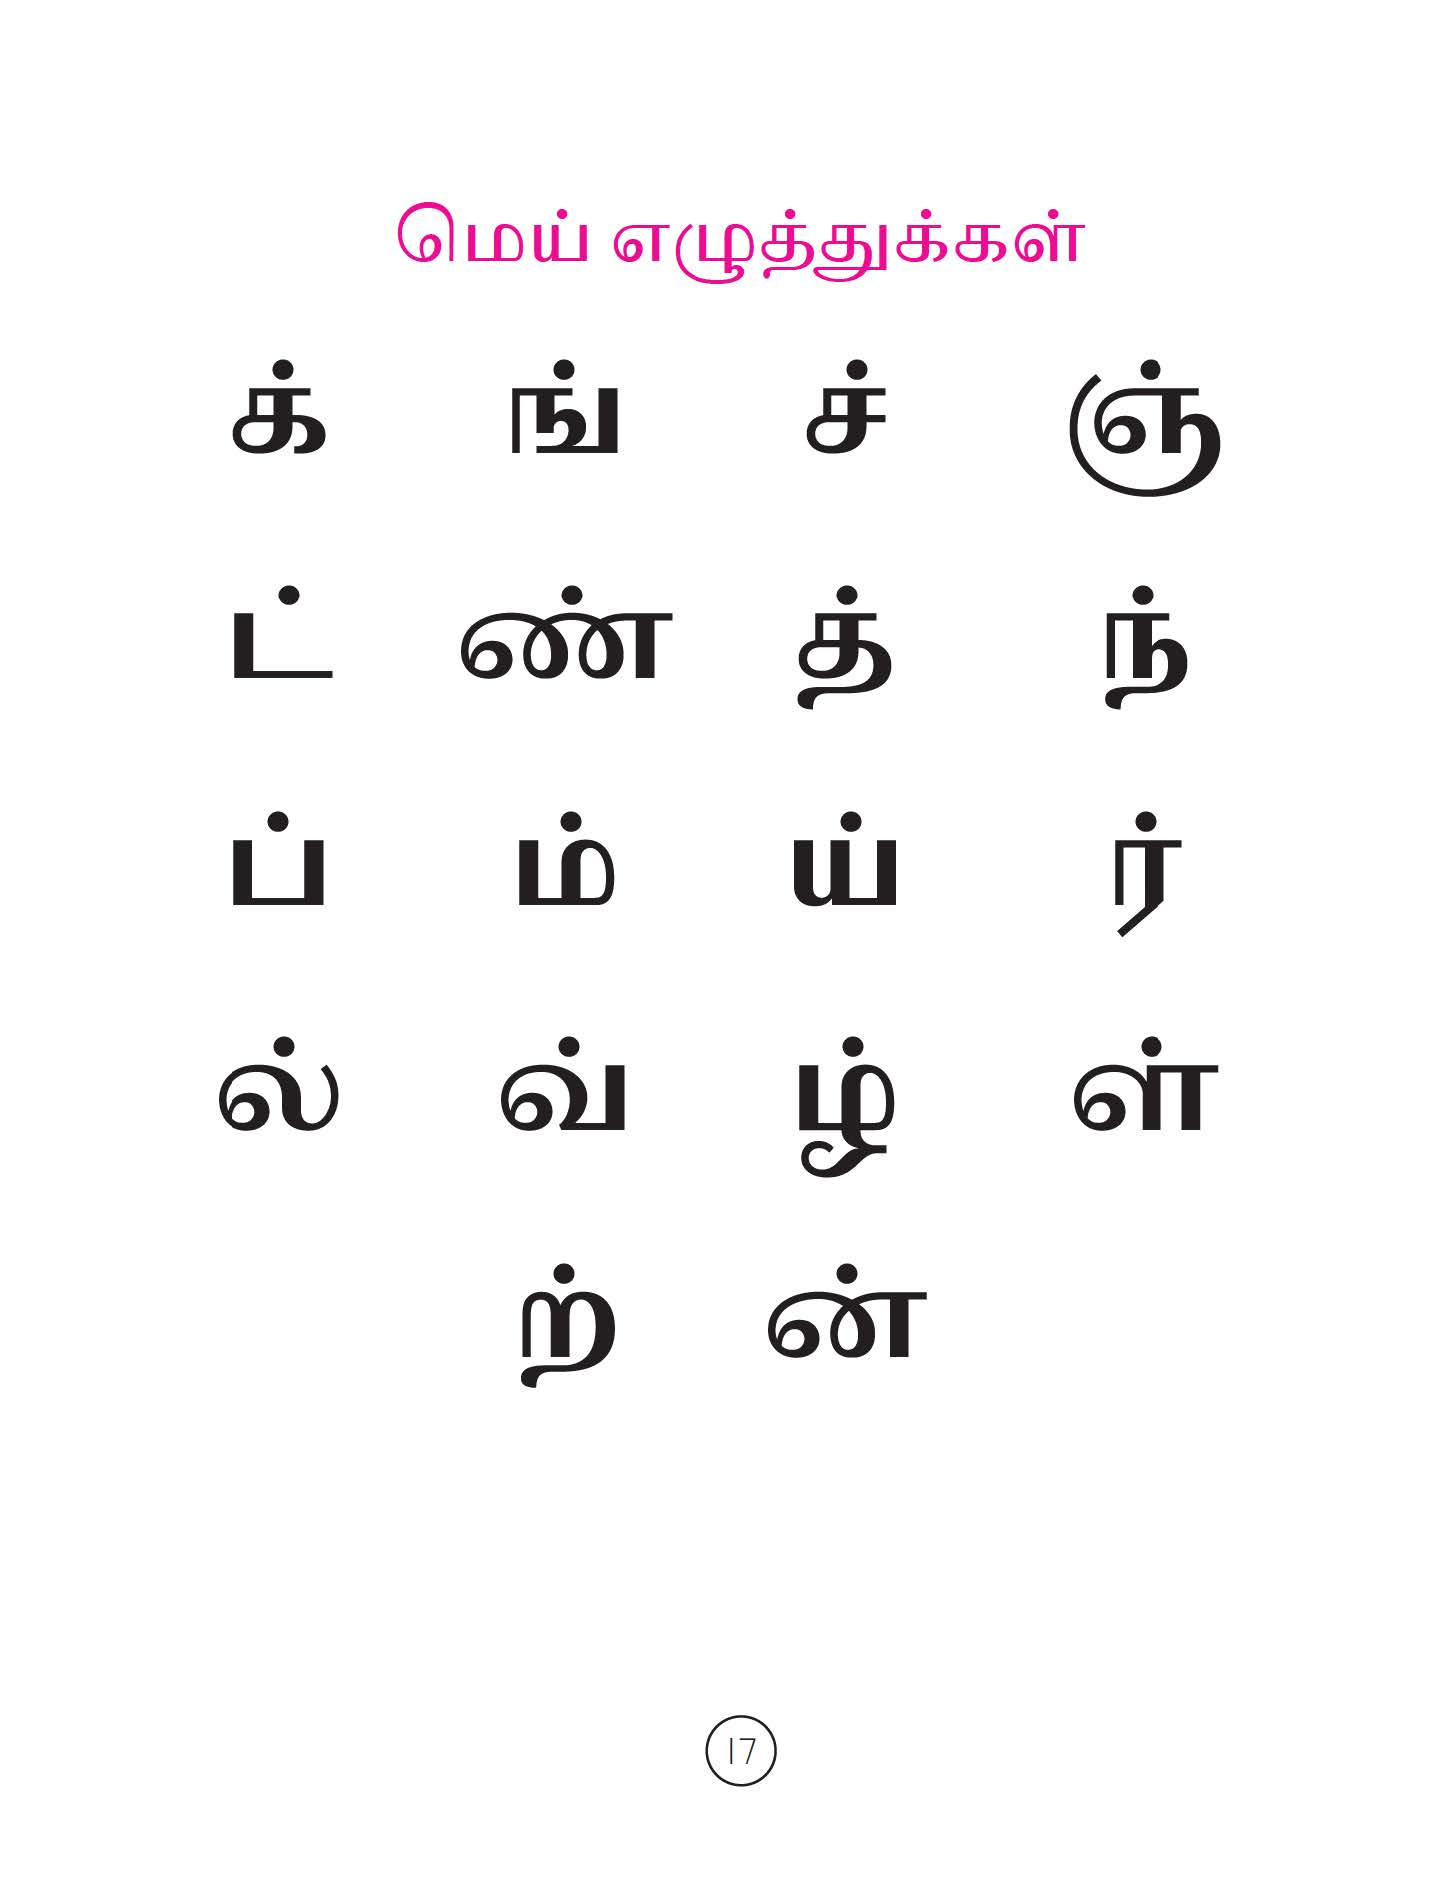 மெய் எழுத்துக்கள்
க் ங் ச் ஞ்
ட் ண் த் ந்
ப் ம் ய் ர்
ல் வ் ழ் ள்
ற் ன்
17